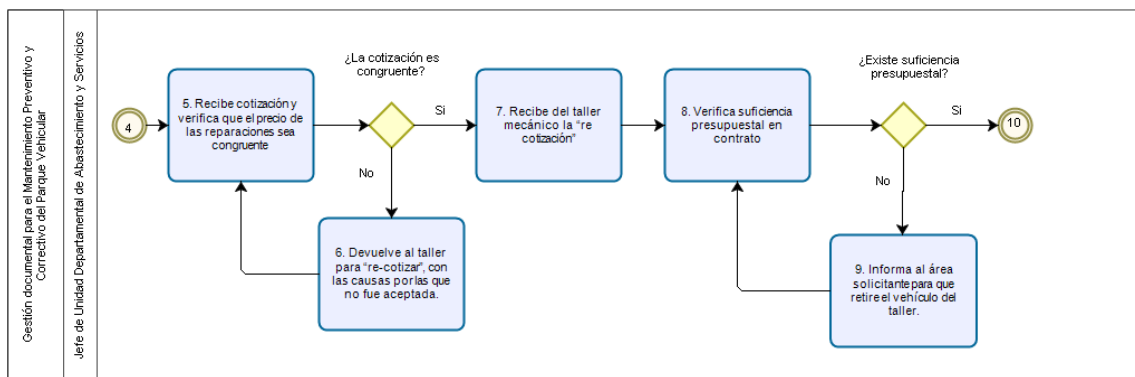 Gestión documental para el Mantenimiento Preventivo y
Correctivo del Parque Vehicular
Jefe de Unidad Departamental de Abastecimiento y Servicios
4
5. Recibe cotización y
verifica que el precio de
las reparaciones sea
congruente
¿La cotización es
congruente?
Si
No
6. Devuelve al taller
para “re-cotizar”, con
las causas por las que
no fue aceptada.
7. Recibe del taller
mecánico la “re
cotización”
8. Verifica suficiencia
presupuestal en
contrato
¿Existe suficiencia
presupuestal?
Si
10
No
9. Informa al área
solicitante para que
retire el vehículo del
taller.